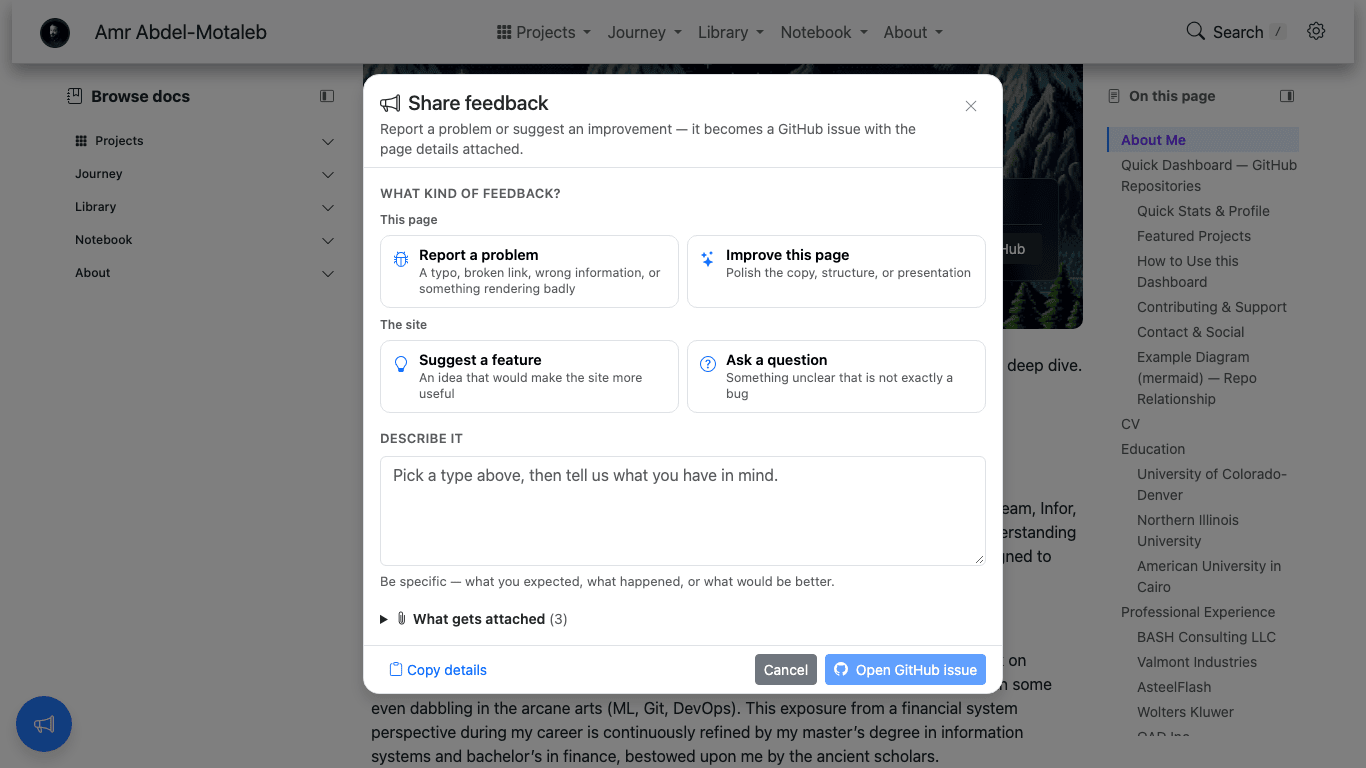 Amr Abdel-Motaleb
Projects
Journey
Library
Notebook
About
Search /
Browse docs
Projects
Journey
Library
Notebook
About
Share feedback
Report a problem or suggest an improvement — it becomes a GitHub issue with the
page details attached.
WHAT KIND OF FEEDBACK?
This page
Report a problem
A typo, broken link, wrong information, or
something rendering badly
Improve this page
Polish the copy, structure, or presentation
The site
Suggest a feature
An idea that would make the site more
useful
Ask a question
Something unclear that is not exactly a
bug
DESCRIBE IT
Pick a type above, then tell us what you have in mind.
Be specific — what you expected, what happened, or what would be better.
What gets attached (3)
Copy details
Cancel
Open GitHub issue
deep dive.
eam, Infor,
on
some
even dabbling in the arcane arts (ML, Git, DevOps). This exposure from a financial system
perspective during my career is continuously refined by my master's degree in information
systems and bachelor's in finance, bestowed upon me by the ancient scholars.
On this page
About Me
Quick Dashboard — GitHub
Repositories
Quick Stats & Profile
Featured Projects
How to Use this
Dashboard
Contributing & Support
Contact & Social
Example Diagram
(mermaid) — Repo
Relationship
CV
Education
University of Colorado-
Denver
Northern Illinois
University
American University in
Cairo
Professional Experience
BASH Consulting LLC
Valmont Industries
AsteelFlash
Wolters Kluwer